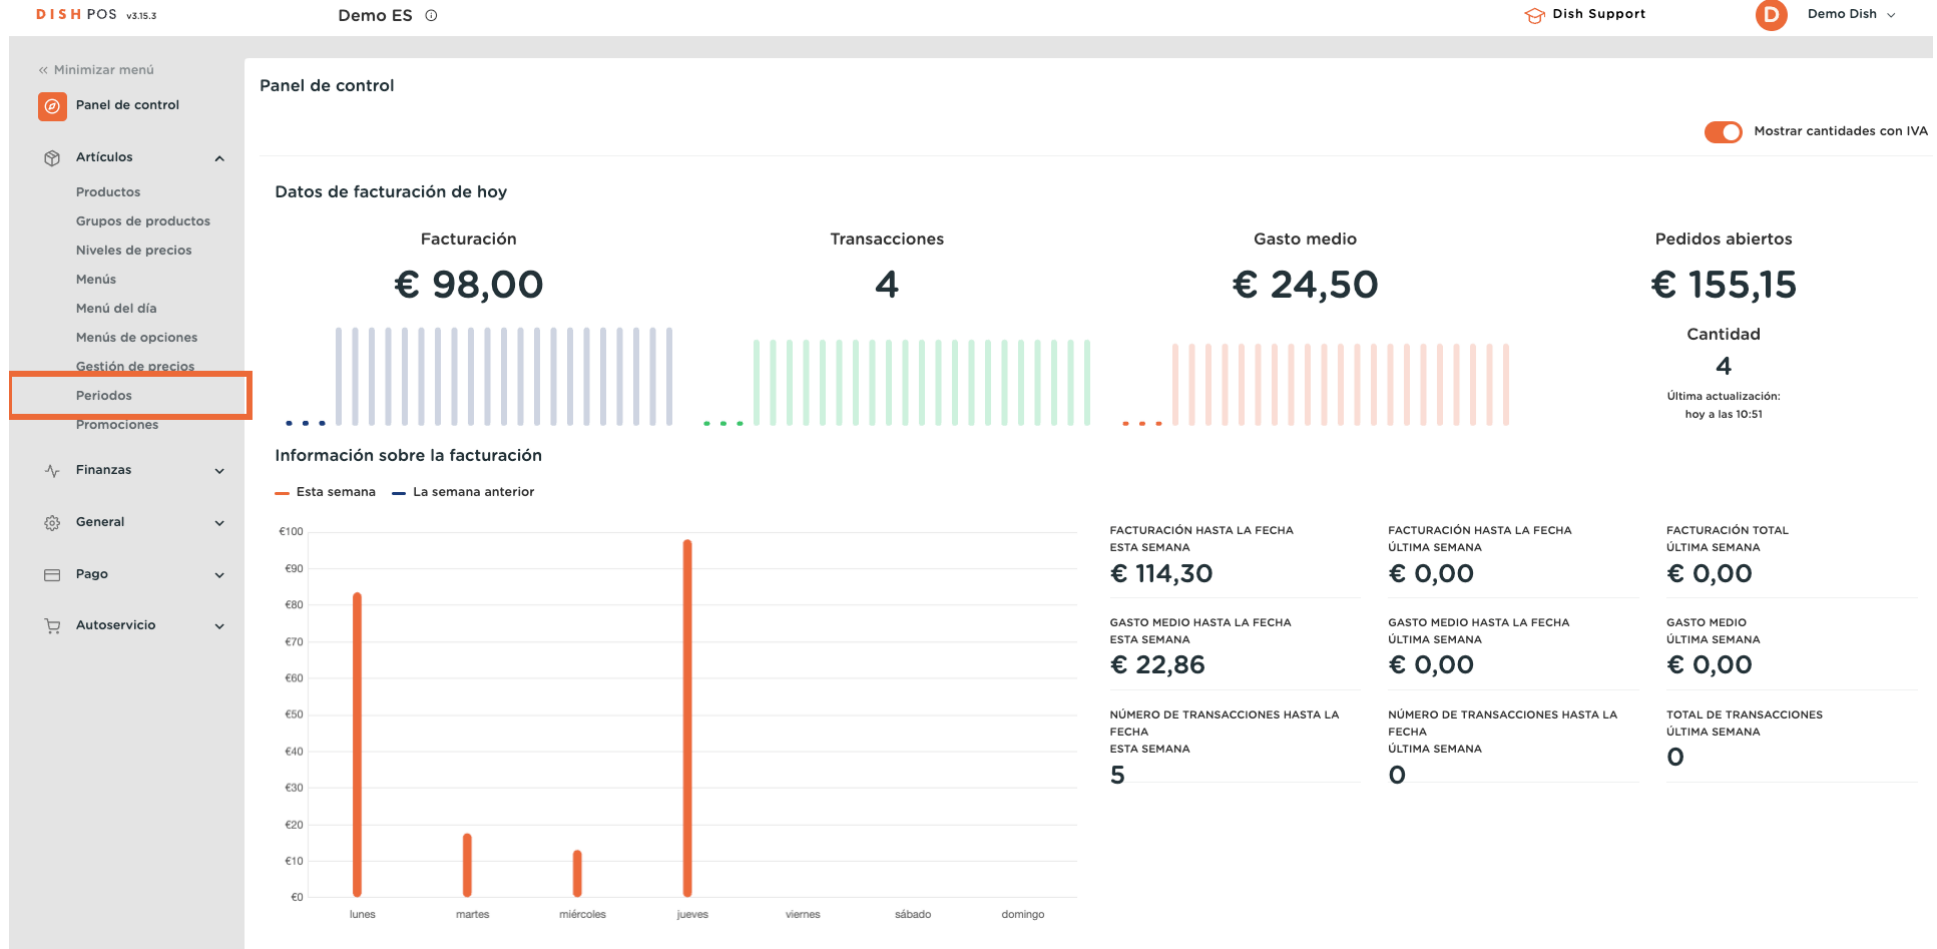 DISH POS v3.15.3
Demo ES
Dish Support
D
Demo Dish
« Minimizar menú
Panel de control
Artículos
Productos
Grupos de productos
Niveles de precios
Menús
Menú del día
Menús de opciones
Gestión de precios
Periodos
Promociones
Finanzas
General
Pago
Autoservicio
Panel de control
Mostrar cantidades con IVA
Datos de facturación de hoy
Facturación
€ 98,00
Transacciones
4
Gasto medio
€ 24,50
Pedidos abiertos
€ 155,15
Cantidad
4
Última actualización:
hoy a las 10:51
Información sobre la facturación
Esta semana
La semana anterior
€100
€90
€80
€70
€60
€50
€40
€30
€20
€10
€0
lunes
martes
miércoles
jueves
viernes
sábado
domingo
FACTURACIÓN HASTA LA FECHA
ESTA SEMANA
€ 114,30
FACTURACIÓN HASTA LA FECHA
ÚLTIMA SEMANA
€ 0,00
FACTURACIÓN TOTAL
ÚLTIMA SEMANA
€ 0,00
GASTO MEDIO HASTA LA FECHA
ESTA SEMANA
€ 22,86
GASTO MEDIO HASTA LA FECHA
ÚLTIMA SEMANA
€ 0,00
GASTO MEDIO
ÚLTIMA SEMANA
€ 0,00
NÚMERO DE TRANSACCIONES HASTA LA
FECHA
ESTA SEMANA
5
NÚMERO DE TRANSACCIONES HASTA LA
FECHA
ÚLTIMA SEMANA
0
TOTAL DE TRANSACCIONES
ÚLTIMA SEMANA
0